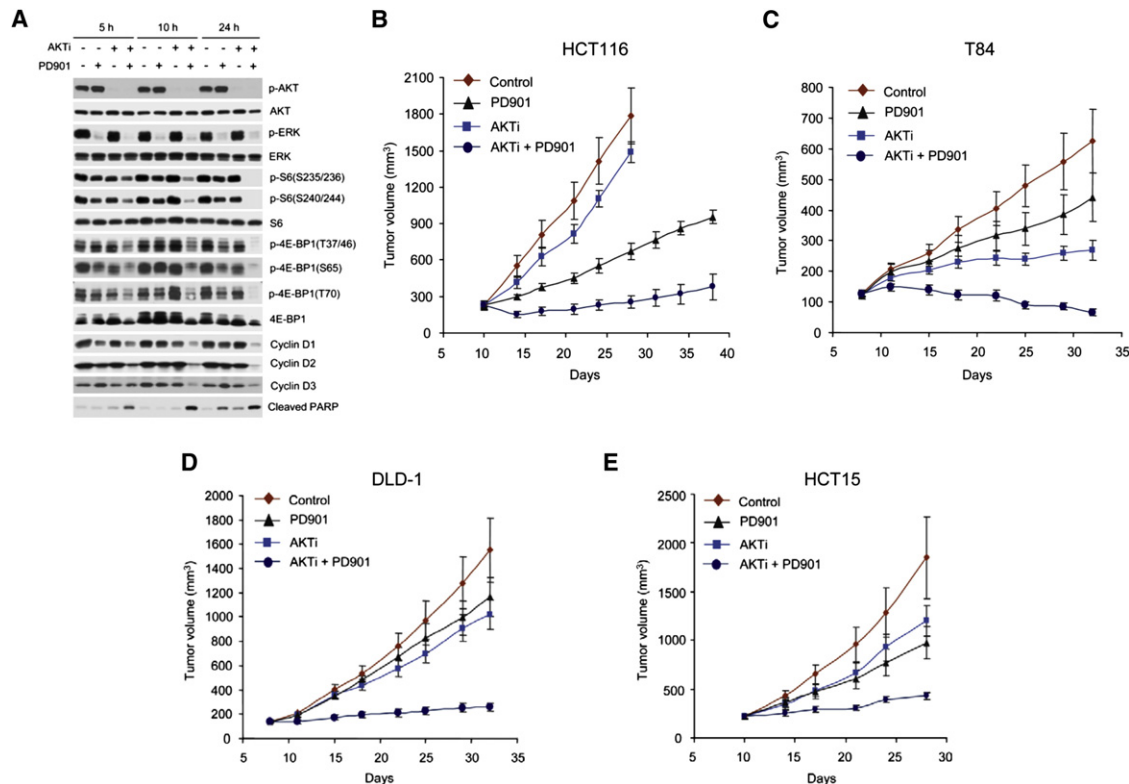 A
5 h 10 h 24 h
AKTi - - + + - - + + - - + +
PD901 - + - + - + - + - + - +
p-AKT
AKT
p-ERK
ERK
p-S6(S235/236)
p-S6(S240/244)
S6
p-4E-BP1(T37/46)
p-4E-BP1(S65)
p-4E-BP1(T70)
4E-BP1
Cyclin D1
Cyclin D2
Cyclin D3
Cleaved PARP
B
HCT116
Control
PD901
AKTi
AKTi + PD901
Tumor volume (mm³)
2100
1800
1500
1200
900
600
300
0
5 10 15 20 25 30 35 40
Days
C
T84
Control
PD901
AKTi
AKTi + PD901
Tumor volume (mm³)
800
700
600
500
400
300
200
100
0
5 10 15 20 25 30 35
Days
D
DLD-1
Control
PD901
AKTi
AKTi + PD901
Tumor volume (mm³)
2000
1800
1600
1400
1200
1000
800
600
400
200
0
5 10 15 20 25 30 35
Days
E
HCT15
Control
PD901
AKTi
AKTi + PD901
Tumor volume (mm³)
2500
2000
1500
1000
500
0
5 10 15 20 25 30
Days